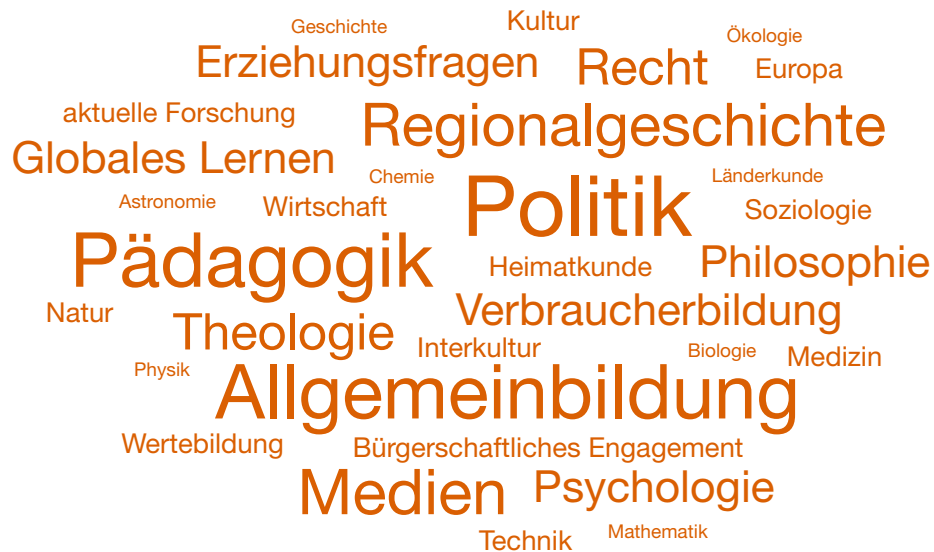 Geschichte
Kultur
Ökologie
Erziehungsfragen
Recht
Europa
aktuelle Forschung
Regionalgeschichte
Globales Lernen
Chemie
Länderkunde
Astronomie
Wirtschaft
Politik
Soziologie
Pädagogik
Heimatkunde
Philosophie
Natur
Theologie
Verbraucherbildung
Interkultur
Biologie
Medizin
Physik
Allgemeinbildung
Wertebildung
Bürgerschaftliches Engagement
Medien
Psychologie
Technik
Mathematik